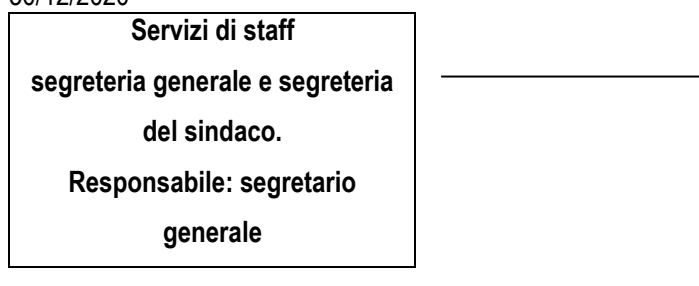 Servizi di staff
segreteria generale e segreteria
del sindaco.
Responsabile: segretario
generale